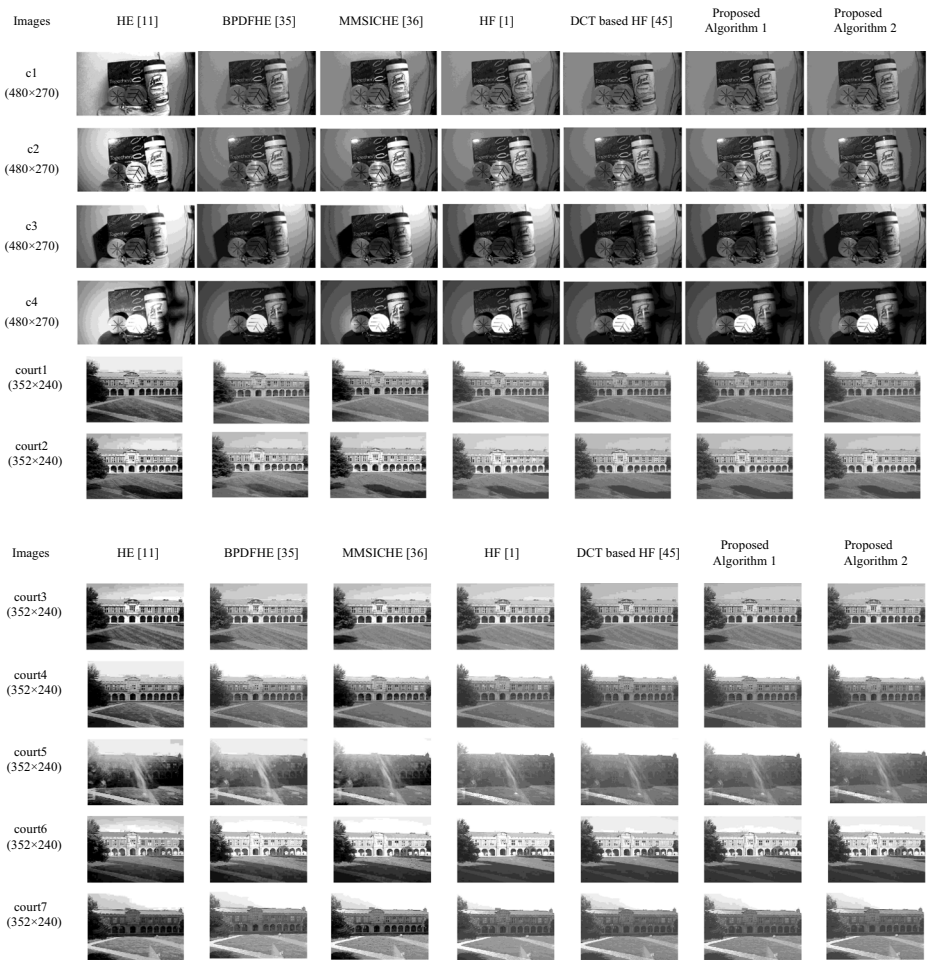 Images HE [11] BPDFHE [35] MMSICHE [36] HF [1] DCT based HF [45] Proposed Algorithm 1 Proposed Algorithm 2
c1
(480×270)
c2
(480×270)
c3
(480×270)
c4
(480×270)
court1
(352×240)
court2
(352×240)
Images HE [11] BPDFHE [35] MMSICHE [36] HF [1] DCT based HF [45] Proposed Algorithm 1 Proposed Algorithm 2
court3
(352×240)
court4
(352×240)
court5
(352×240)
court6
(352×240)
court7
(352×240)